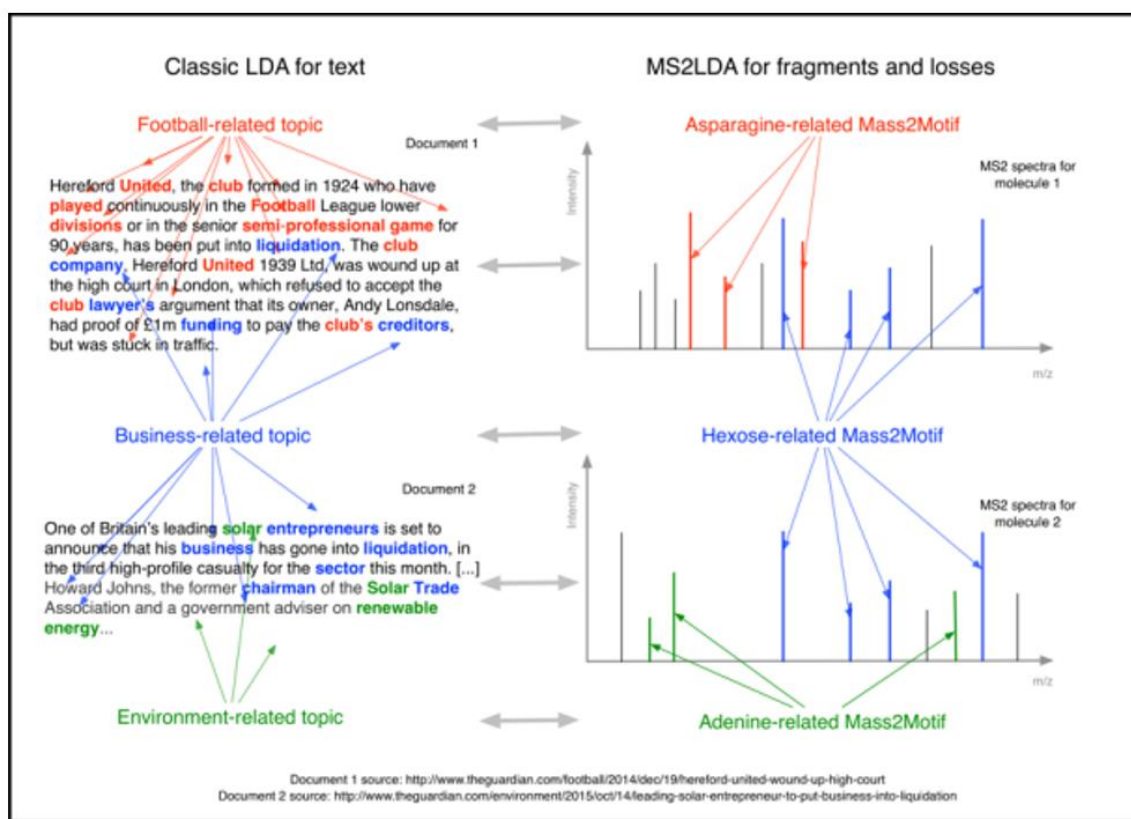 Classic LDA for text
MS2LDA for fragments and losses
Football-related topic
Asparagine-related Mass2Motif
Document 1
Hereford United, the club formed in 1924 who have
played continuously in the Football League lower
divisions or in the senior semi-professional game for
90 years, has been put into liquidation. The club
company, Hereford United 1939 Ltd, was wound up at
the high court in London, which refused to accept the
club lawyer's argument that its owner, Andy Lonsdale,
had proof of £1m funding to pay the club's creditors,
but was stuck in traffic.
Intensity
MS2 spectra for
molecule 1
m/z
Business-related topic
Hexose-related Mass2Motif
Document 2
One of Britain's leading solar entrepreneurs is set to
announce that his business has gone into liquidation, in
the third high-profile casualty for the sector this month. [...]
Howard Johns, the former chairman of the Solar Trade
Association and a government adviser on renewable
energy...
Intensity
MS2 spectra for
molecule 2
m/z
Environment-related topic
Adenine-related Mass2Motif
Document 1 source: http://www.theguardian.com/football/2014/dec/19/hereford-united-wound-up-high-court
Document 2 source: http://www.theguardian.com/environment/2015/oct/14/leading-solar-entrepreneur-to-put-business-into-liquidation